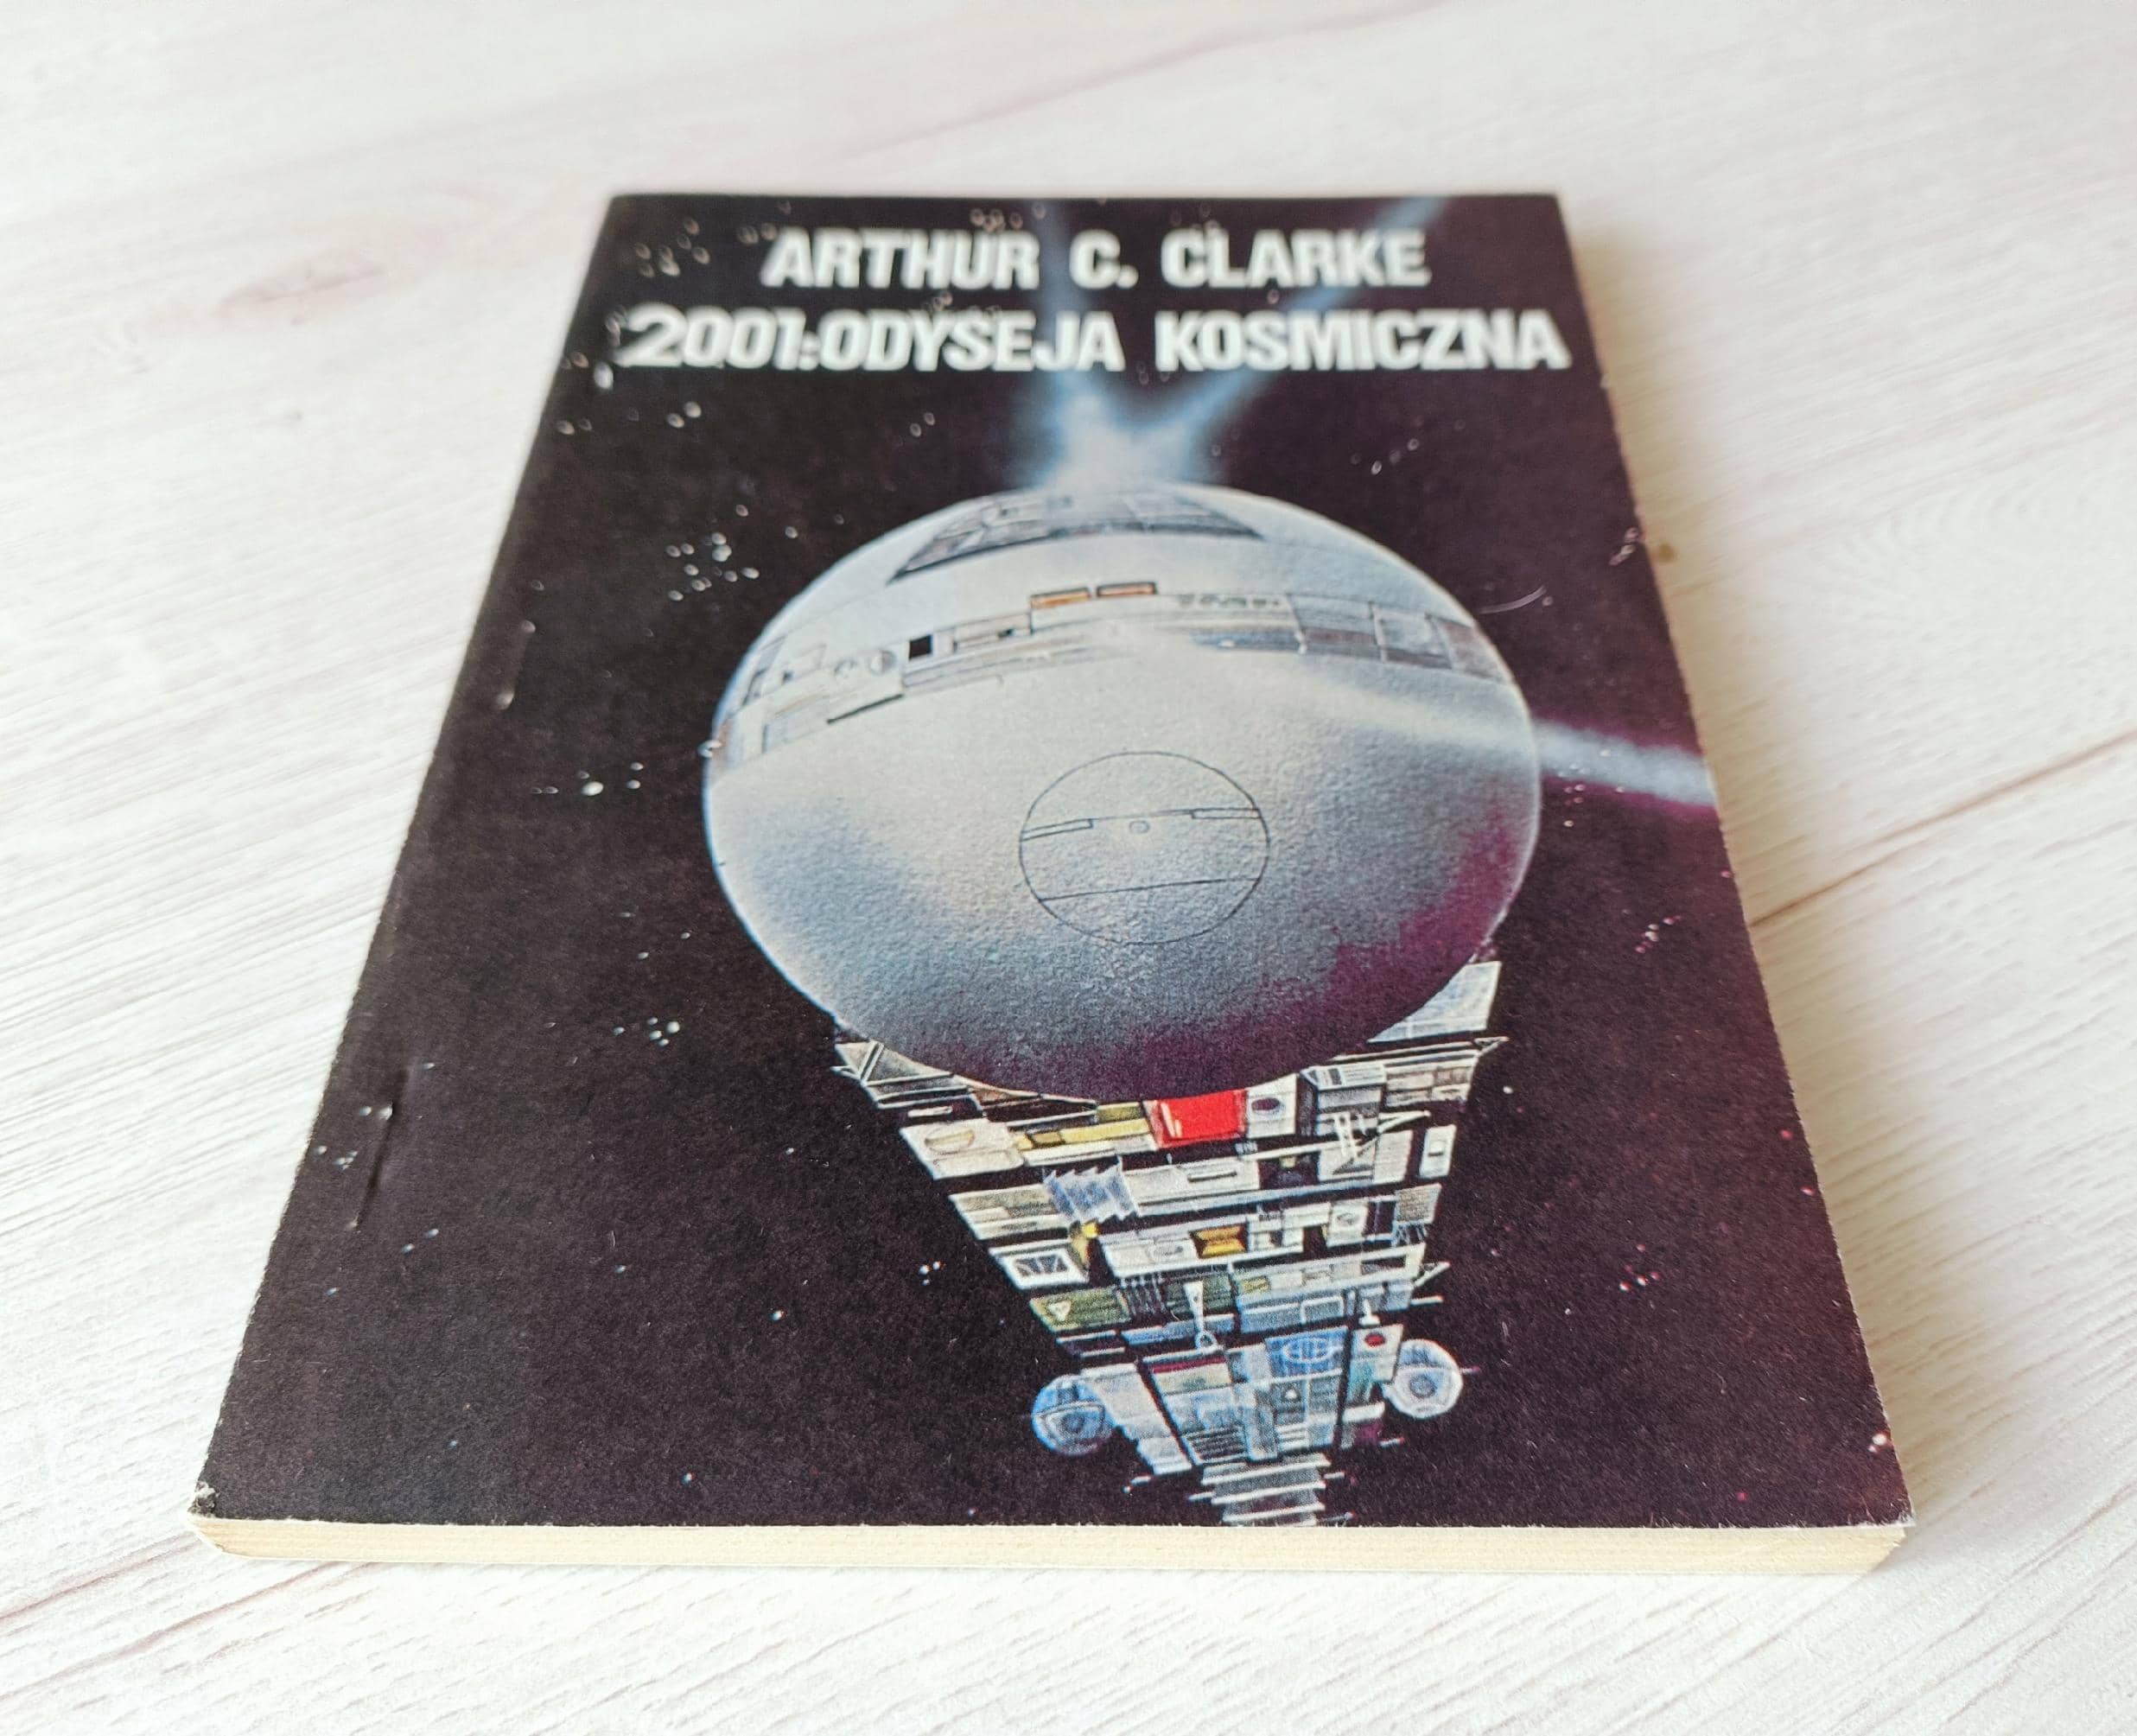 ARTHUR C. CLARKE
2001:ODYSEJA KOSMICZNA